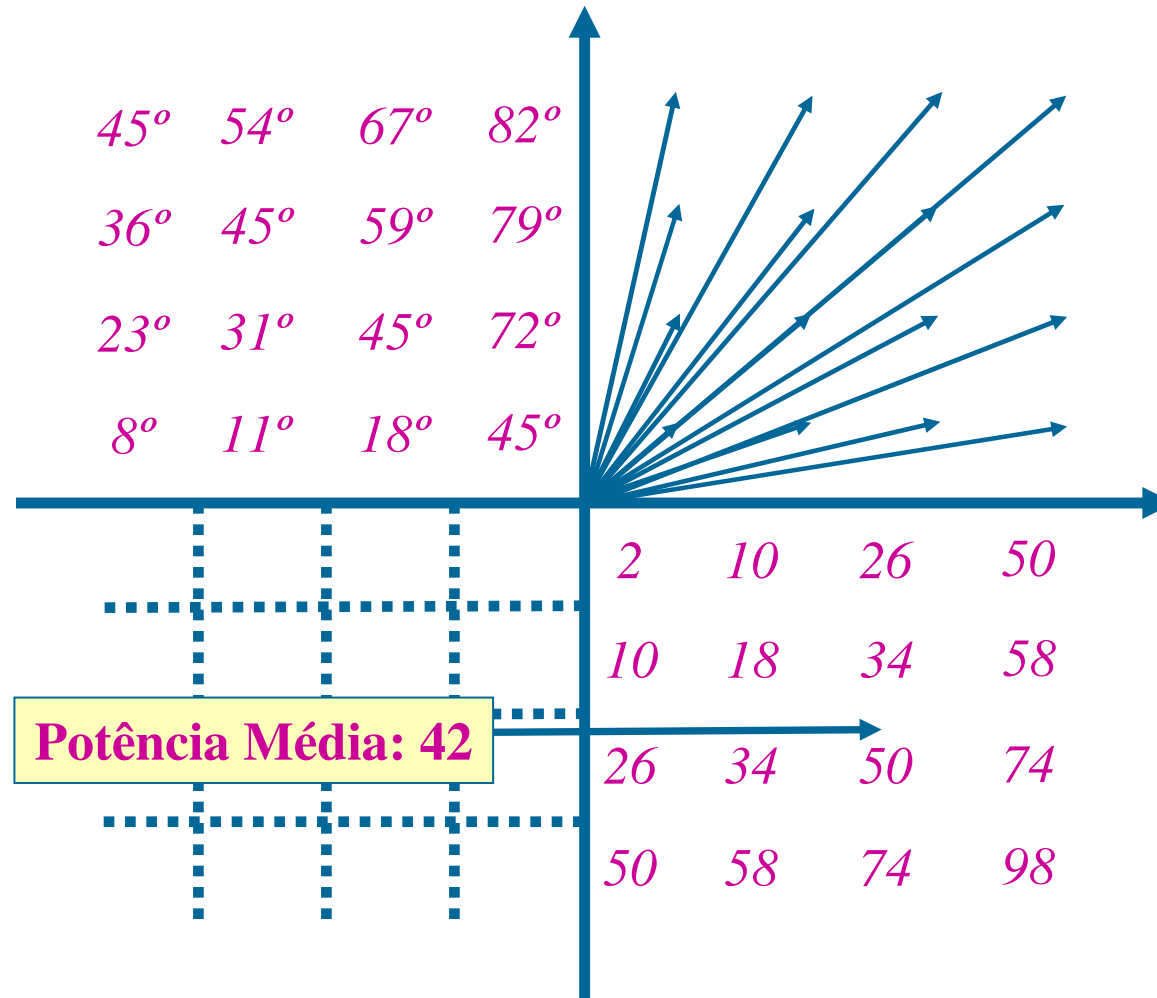 45º 54º 67º 82º
36º 45º 59º 79º
23º 31º 45º 72º
8º 11º 18º 45º
2 10 26 50
10 18 34 58
Potência Média: 42
26 34 50 74
50 58 74 98